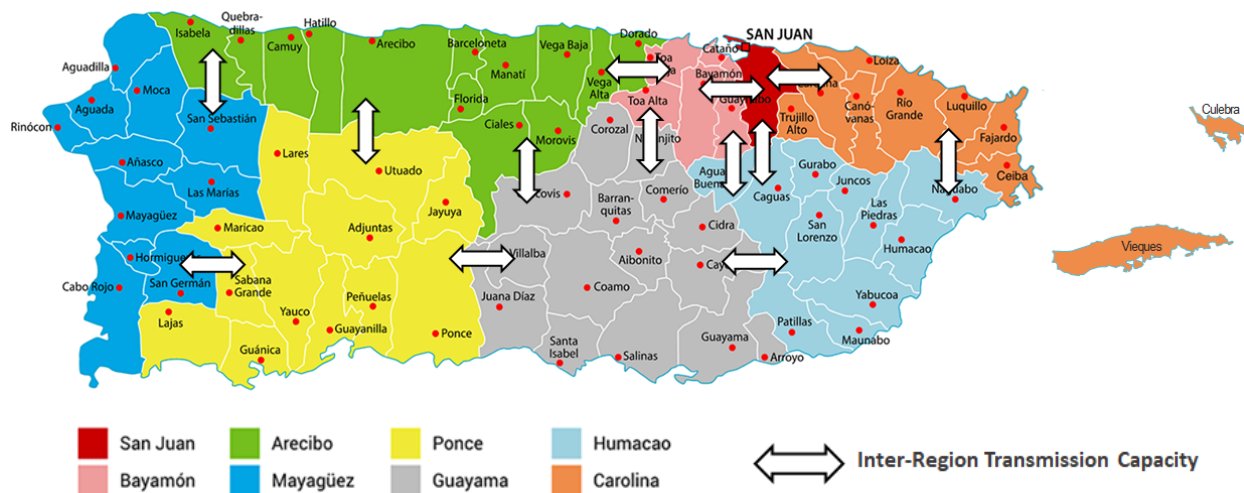 Isabela
Quebra-
dillas
Hatillo
Camuy
Arecibo
Barceloneta
Manatí
Vega Baja
Dorado
Toa
Vega
Alta
Toa Alta
Cataño
Bayamón
SAN JUAN
Loiza
Canó-
vanas
Rio
Grande
Luquillo
Fajardo
Ceiba
Culebra
Vieques
Aguadilla
Moca
Aguada
Rinócon
San Sebastián
Añasco
Las Marías
Mayagüez
Lares
Utuado
Florida
Ciales
Morovis
Corozal
Trujillo
Alto
Gurabo
Juncos
Caguas
Las
Piedras
San
Lorenzo
Humacao
Comerío
Barran-
quitas
Cidra
Jayuya
Adjuntas
Maricao
San Germán
Cabo Rojo
Lajas
Sabana
Grande
Yauco
Peñuelas
Guayanilla
Guánica
Ponce
Villalba
Juana Díaz
Aibonito
Coamo
Santa
Isabel
Salinas
Guayama
Arroyo
Patillas
Yabucoa
Maunabo
San Juan
Arecibo
Ponce
Humacao
Bayamón
Mayagüez
Guayama
Carolina
Inter-Region Transmission Capacity